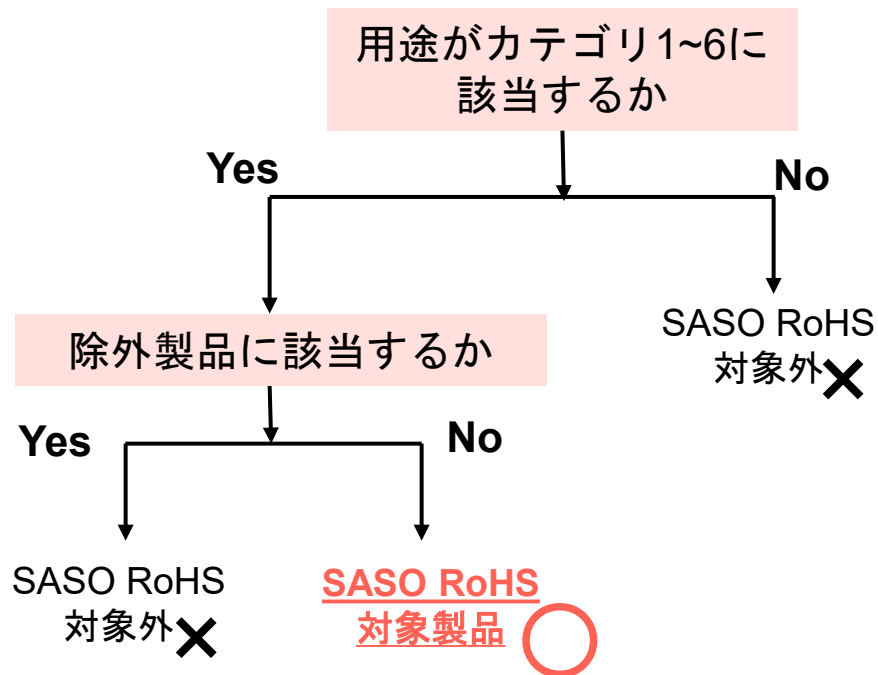 用途がカテゴリ1~6に
該当するか
Yes
No
SASO RoHS
対象外
除外製品に該当するか
Yes
No
SASO RoHS
対象外
SASO RoHS
対象製品